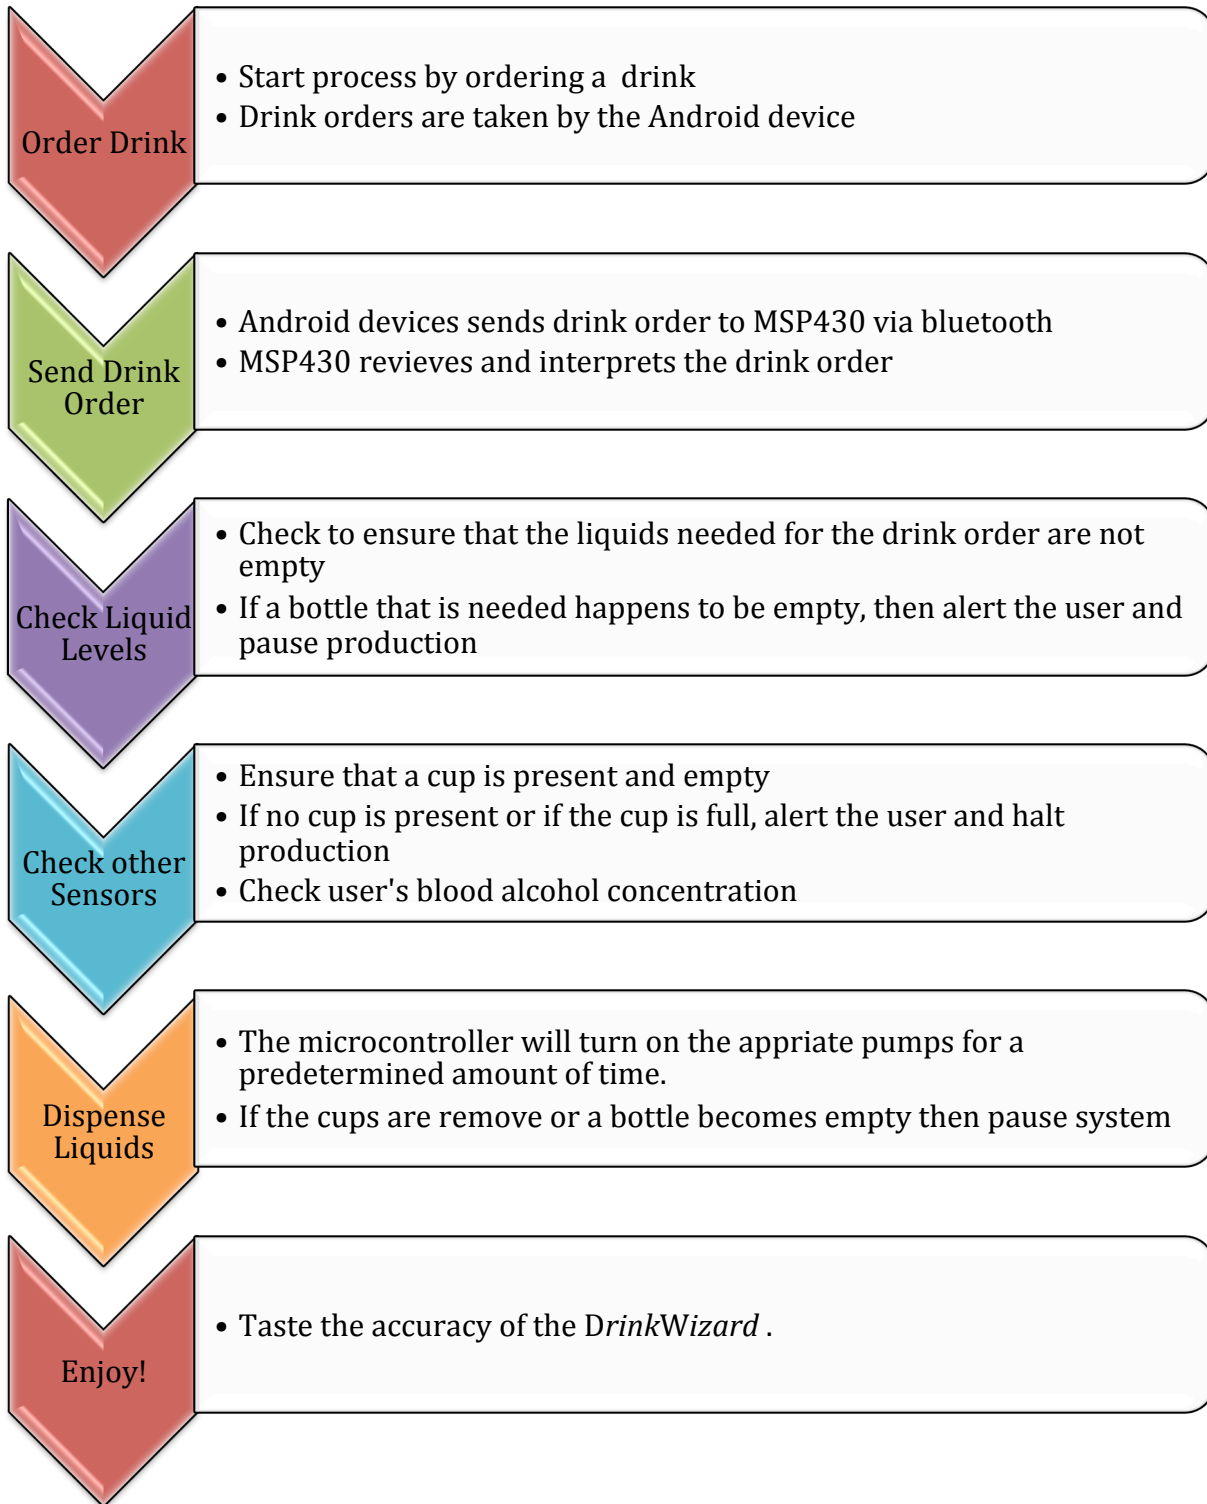 Order Drink
• Start process by ordering a  drink
• Drink orders are taken by the Android device
Send Drink
Order
• Android devices sends drink order to MSP430 via bluetooth
• MSP430 revieves and interprets the drink order
Check Liquid
Levels
• Check to ensure that the liquids needed for the drink order are not
empty
• If a bottle that is needed happens to be empty, then alert the user and
pause production
Check other
Sensors
• Ensure that a cup is present and empty
• If no cup is present or if the cup is full, alert the user and halt
production
• Check user's blood alcohol concentration
Dispense
Liquids
• The microcontroller will turn on the appriate pumps for a
predetermined amount of time.
• If the cups are remove or a bottle becomes empty then pause system
Enjoy!
• Taste the accuracy of the DrinkWizard .